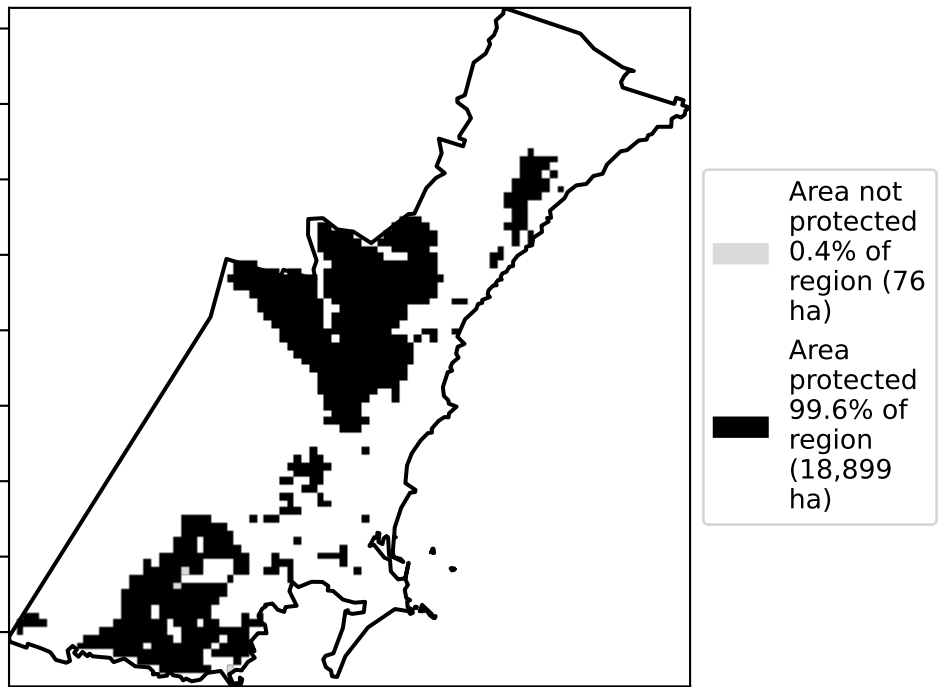 Area not
protected
0.4% of
region (76
ha)
Area
protected
99.6% of
region
(18,899
ha)